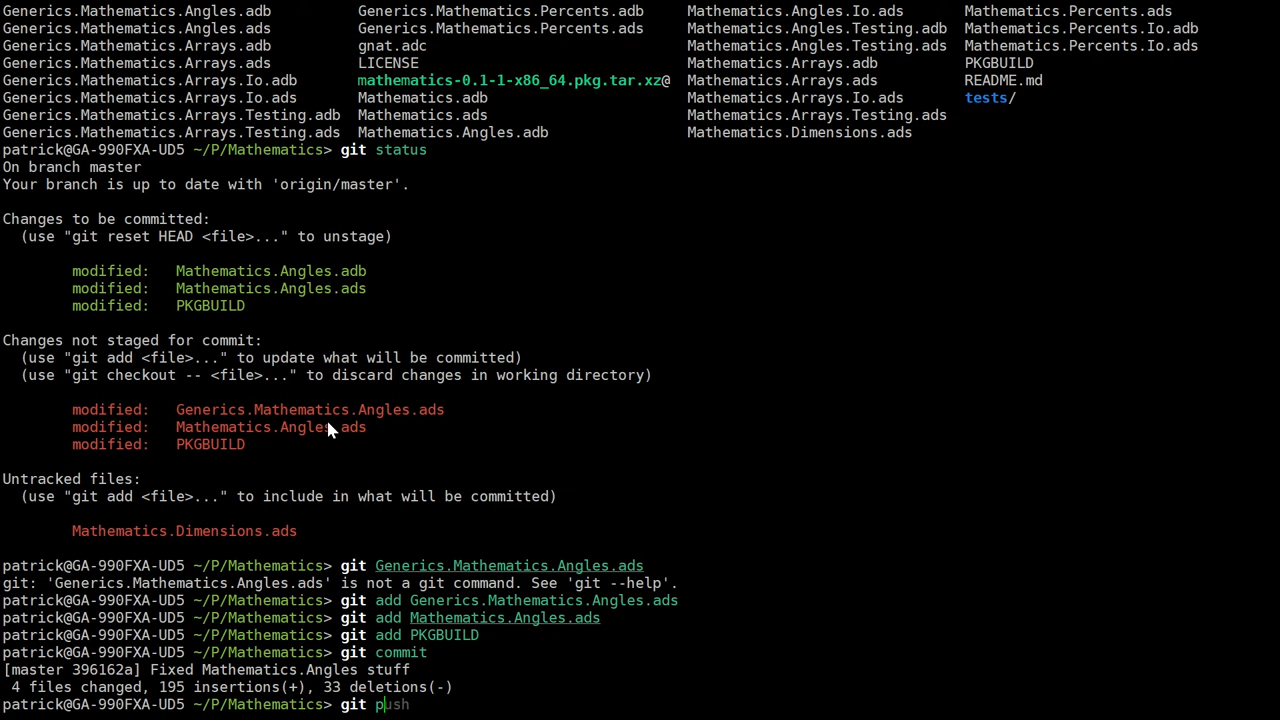 Generics.Mathematics.Angles.adb Generics.Mathematics.Percents.adb Mathematics.Angles.Io.ads Mathematics.Percents.ads
Generics.Mathematics.Angles.ads Generics.Mathematics.Percents.ads Mathematics.Angles.Testing.adb Mathematics.Percents.Io.adb
Generics.Mathematics.Arrays.adb gnat.adc Mathematics.Angles.Testing.ads Mathematics.Percents.Io.ads
Generics.Mathematics.Arrays.ads LICENSE Mathematics.Arrays.adb PKGBUILD
Generics.Mathematics.Arrays.Io.adb mathematics-0.1-1-x86_64.pkg.tar.xz@ Mathematics.Arrays.ads README.md
Generics.Mathematics.Arrays.Io.ads Mathematics.adb Mathematics.Arrays.Io.ads tests/
Generics.Mathematics.Arrays.Testing.adb Mathematics.ads Mathematics.Arrays.Testing.ads
Generics.Mathematics.Arrays.Testing.ads Mathematics.Angles.adb Mathematics.Dimensions.ads
patrick@GA-990FXA-UD5 ~/P/Mathematics> git status
On branch master
Your branch is up to date with 'origin/master'.
Changes to be committed:
(use "git reset HEAD <file>..." to unstage)
modified: Mathematics.Angles.adb
modified: Mathematics.Angles.ads
modified: PKGBUILD
Changes not staged for commit:
(use "git add <file>..." to update what will be committed)
(use "git checkout -- <file>..." to discard changes in working directory)
modified: Generics.Mathematics.Angles.ads
modified: Mathematics.Angles.ads
modified: PKGBUILD
Untracked files:
(use "git add <file>..." to include in what will be committed)
Mathematics.Dimensions.ads
patrick@GA-990FXA-UD5 ~/P/Mathematics> git Generics.Mathematics.Angles.ads
git: 'Generics.Mathematics.Angles.ads' is not a git command. See 'git --help'.
patrick@GA-990FXA-UD5 ~/P/Mathematics> git add Generics.Mathematics.Angles.ads
patrick@GA-990FXA-UD5 ~/P/Mathematics> git add Mathematics.Angles.ads
patrick@GA-990FXA-UD5 ~/P/Mathematics> git add PKGBUILD
patrick@GA-990FXA-UD5 ~/P/Mathematics> git commit
[master 396162a] Fixed Mathematics.Angles stuff
4 files changed, 195 insertions(+), 33 deletions(-)
patrick@GA-990FXA-UD5 ~/P/Mathematics> git push